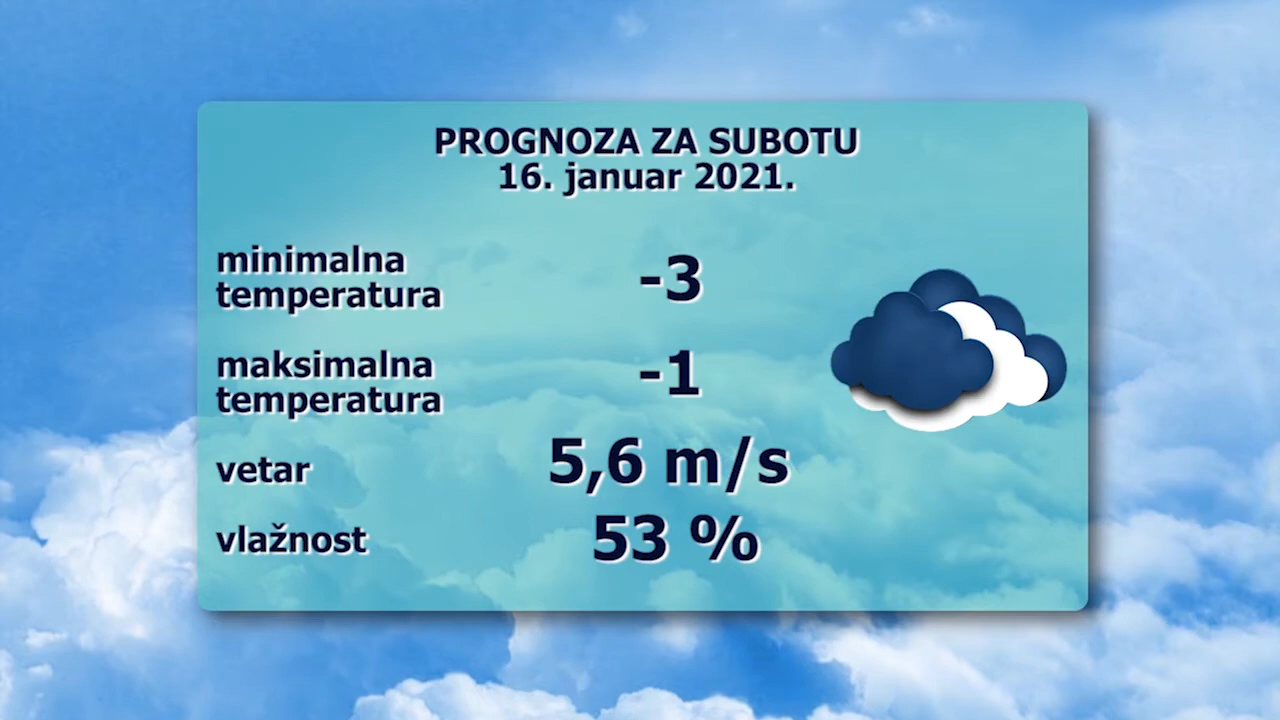 PROGNOZA ZA SUBOTU
16. januar 2021.
minimalna
temperatura
-3
maksimalna
temperatura
-1
vetar
5,6 m/s
vlažnost
53 %